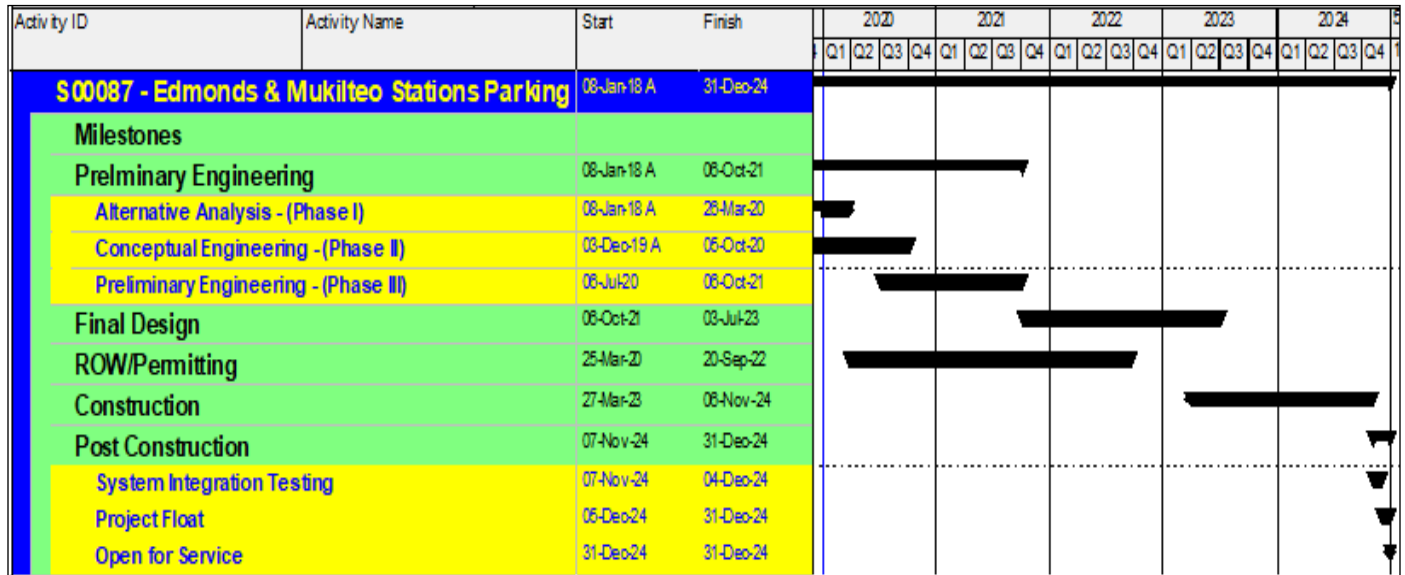 Activity ID Activity Name Start Finish 2020 2021 2022 2023 2024
Q1 Q2 Q3 Q4 Q1 Q2 Q3 Q4 Q1 Q2 Q3 Q4 Q1 Q2 Q3 Q4 Q1 Q2 Q3 Q4
S00087 - Edmonds & Mukilteo Stations Parking 08-Jan-18 A 31-Dec-24
Milestones
Prelminary Engineering 08-Jan-18 A 06-Oct-21
Alternative Analysis - (Phase I) 08-Jan-18 A 26-Mar-20
Conceptual Engineering - (Phase II) 03-Dec-19 A 05-Oct-20
Preliminary Engineering - (Phase III) 06-Jul-20 06-Oct-21
Final Design 06-Oct-21 03-Jul-23
ROW/Permitting 25-Mar-20 20-Sep-22
Construction 27-Mar-23 06-Nov-24
Post Construction 07-Nov-24 31-Dec-24
System Integration Testing 07-Nov-24 04-Dec-24
Project Float 05-Dec-24 31-Dec-24
Open for Service 31-Dec-24 31-Dec-24